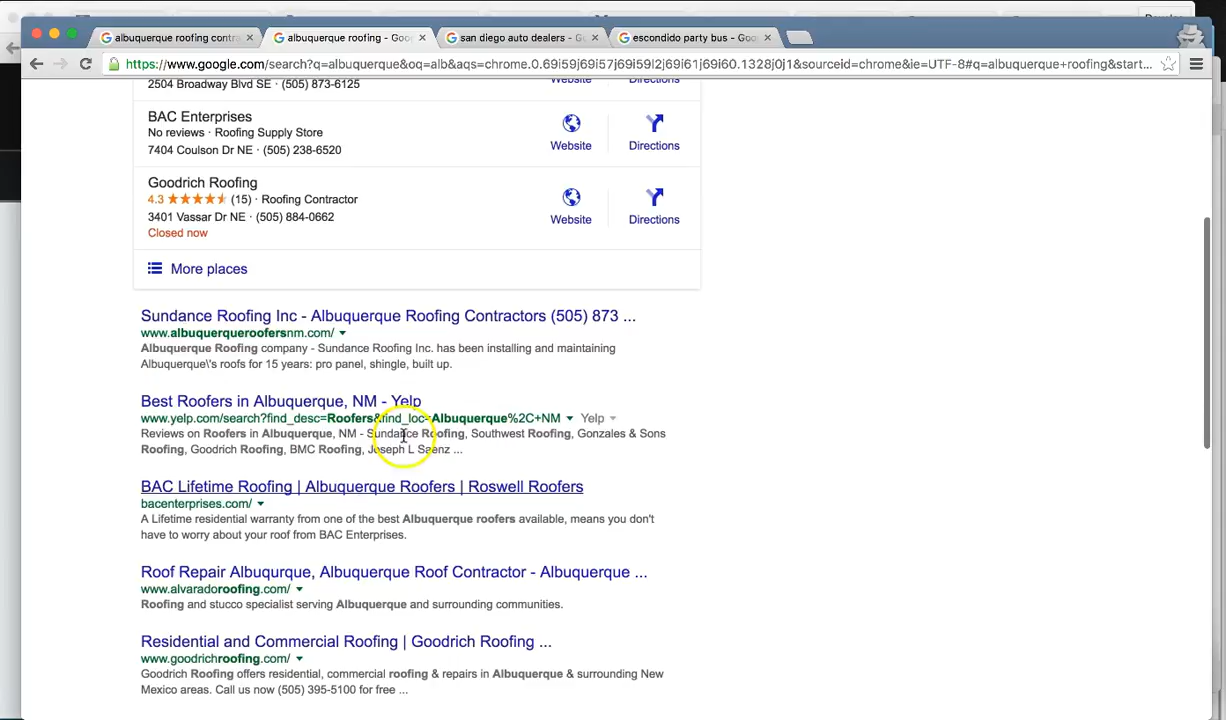 albuquerque roofing contra
albuquerque roofing - Goo
san diego auto dealers - G
escondido party bus - Goo
https://www.google.com/search?q=albuquerque&oq=alb&aqs=chrome.0.69i59j69i57j69i59l2j69i61j69i60.1328j0j1&sourceid=chrome&ie=UTF-8#q=albuquerque+roofing&start...
2504 Broadway Blvd SE · (505) 873-6125
Website
Directions
BAC Enterprises
No reviews · Roofing Supply Store
7404 Coulson Dr NE · (505) 238-6520
Website
Directions
Goodrich Roofing
4.3 ★★★★★ (15) · Roofing Contractor
3401 Vassar Dr NE · (505) 884-0662
Closed now
Website
Directions
More places
Sundance Roofing Inc - Albuquerque Roofing Contractors (505) 873 ...
www.albuquerqueroofersnm.com/
Albuquerque Roofing company - Sundance Roofing Inc. has been installing and maintaining
Albuquerque\'s roofs for 15 years: pro panel, shingle, built up.
Best Roofers in Albuquerque, NM - Yelp
www.yelp.com/search?find_desc=Roofers&find_loc=Albuquerque%2C+NM Yelp
Reviews on Roofers in Albuquerque, NM - Sundance Roofing, Southwest Roofing, Gonzales & Sons
Roofing, Goodrich Roofing, BMC Roofing, Joseph L Saenz ...
BAC Lifetime Roofing | Albuquerque Roofers | Roswell Roofers
bacenterprises.com/
A Lifetime residential warranty from one of the best Albuquerque roofers available, means you don't
have to worry about your roof from BAC Enterprises.
Roof Repair Albuqurque, Albuquerque Roof Contractor - Albuquerque ...
www.alvaradoroofing.com/
Roofing and stucco specialist serving Albuquerque and surrounding communities.
Residential and Commercial Roofing | Goodrich Roofing ...
www.goodrichroofing.com/
Goodrich Roofing offers residential, commercial roofing & repairs in Albuquerque & surrounding New
Mexico areas. Call us now (505) 395-5100 for free ...